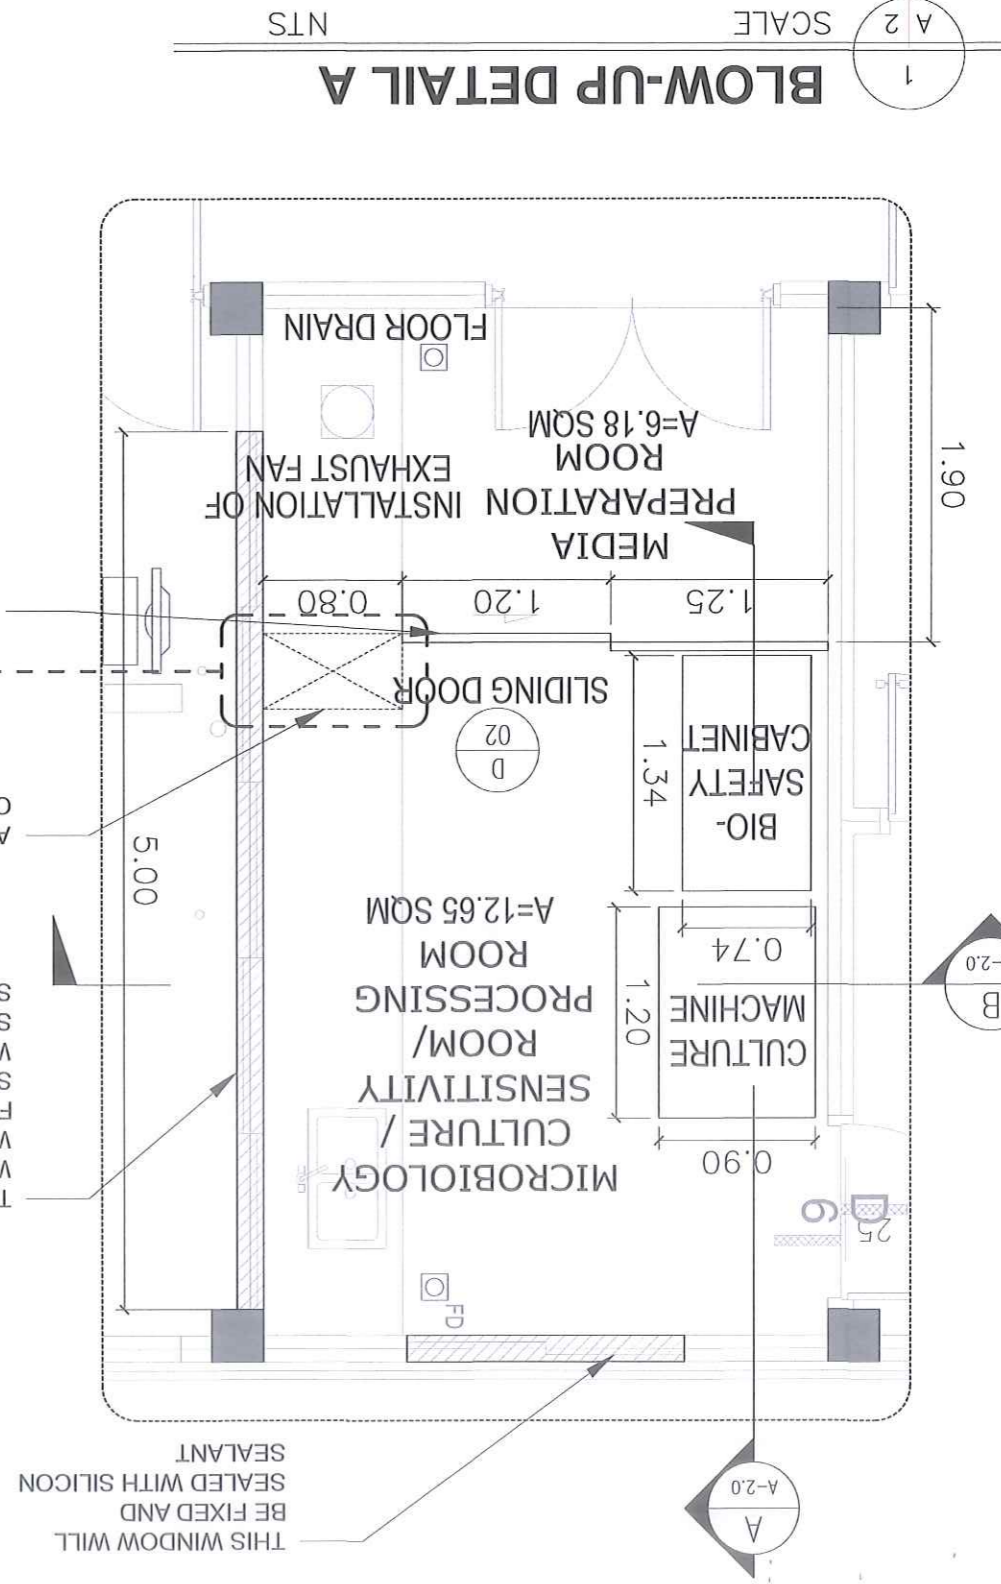 A
A-2.0
THIS WINDOW WILL
BE FIXED AND
SEALED WITH SILICON
SEALANT
FD
25
D
6
0.90
MICROBIOLOGY
CULTURE /
SENSITIVITY
ROOM/
PROCESSING
ROOM
A=12.65 SQM
CULTURE
MACHINE
1.20
0.74
B
-2.0
5.00
BIO-
SAFETY
CABINET
1.34
D
02
SLIDING DOOR
1.25
1.20
0.80
MEDIA
PREPARATION
ROOM
A=6.18 SQM
INSTALLATION OF
EXHAUST FAN
1.90
FLOOR DRAIN
1
A 2
BLOW-UP DETAIL A
SCALE
NTS